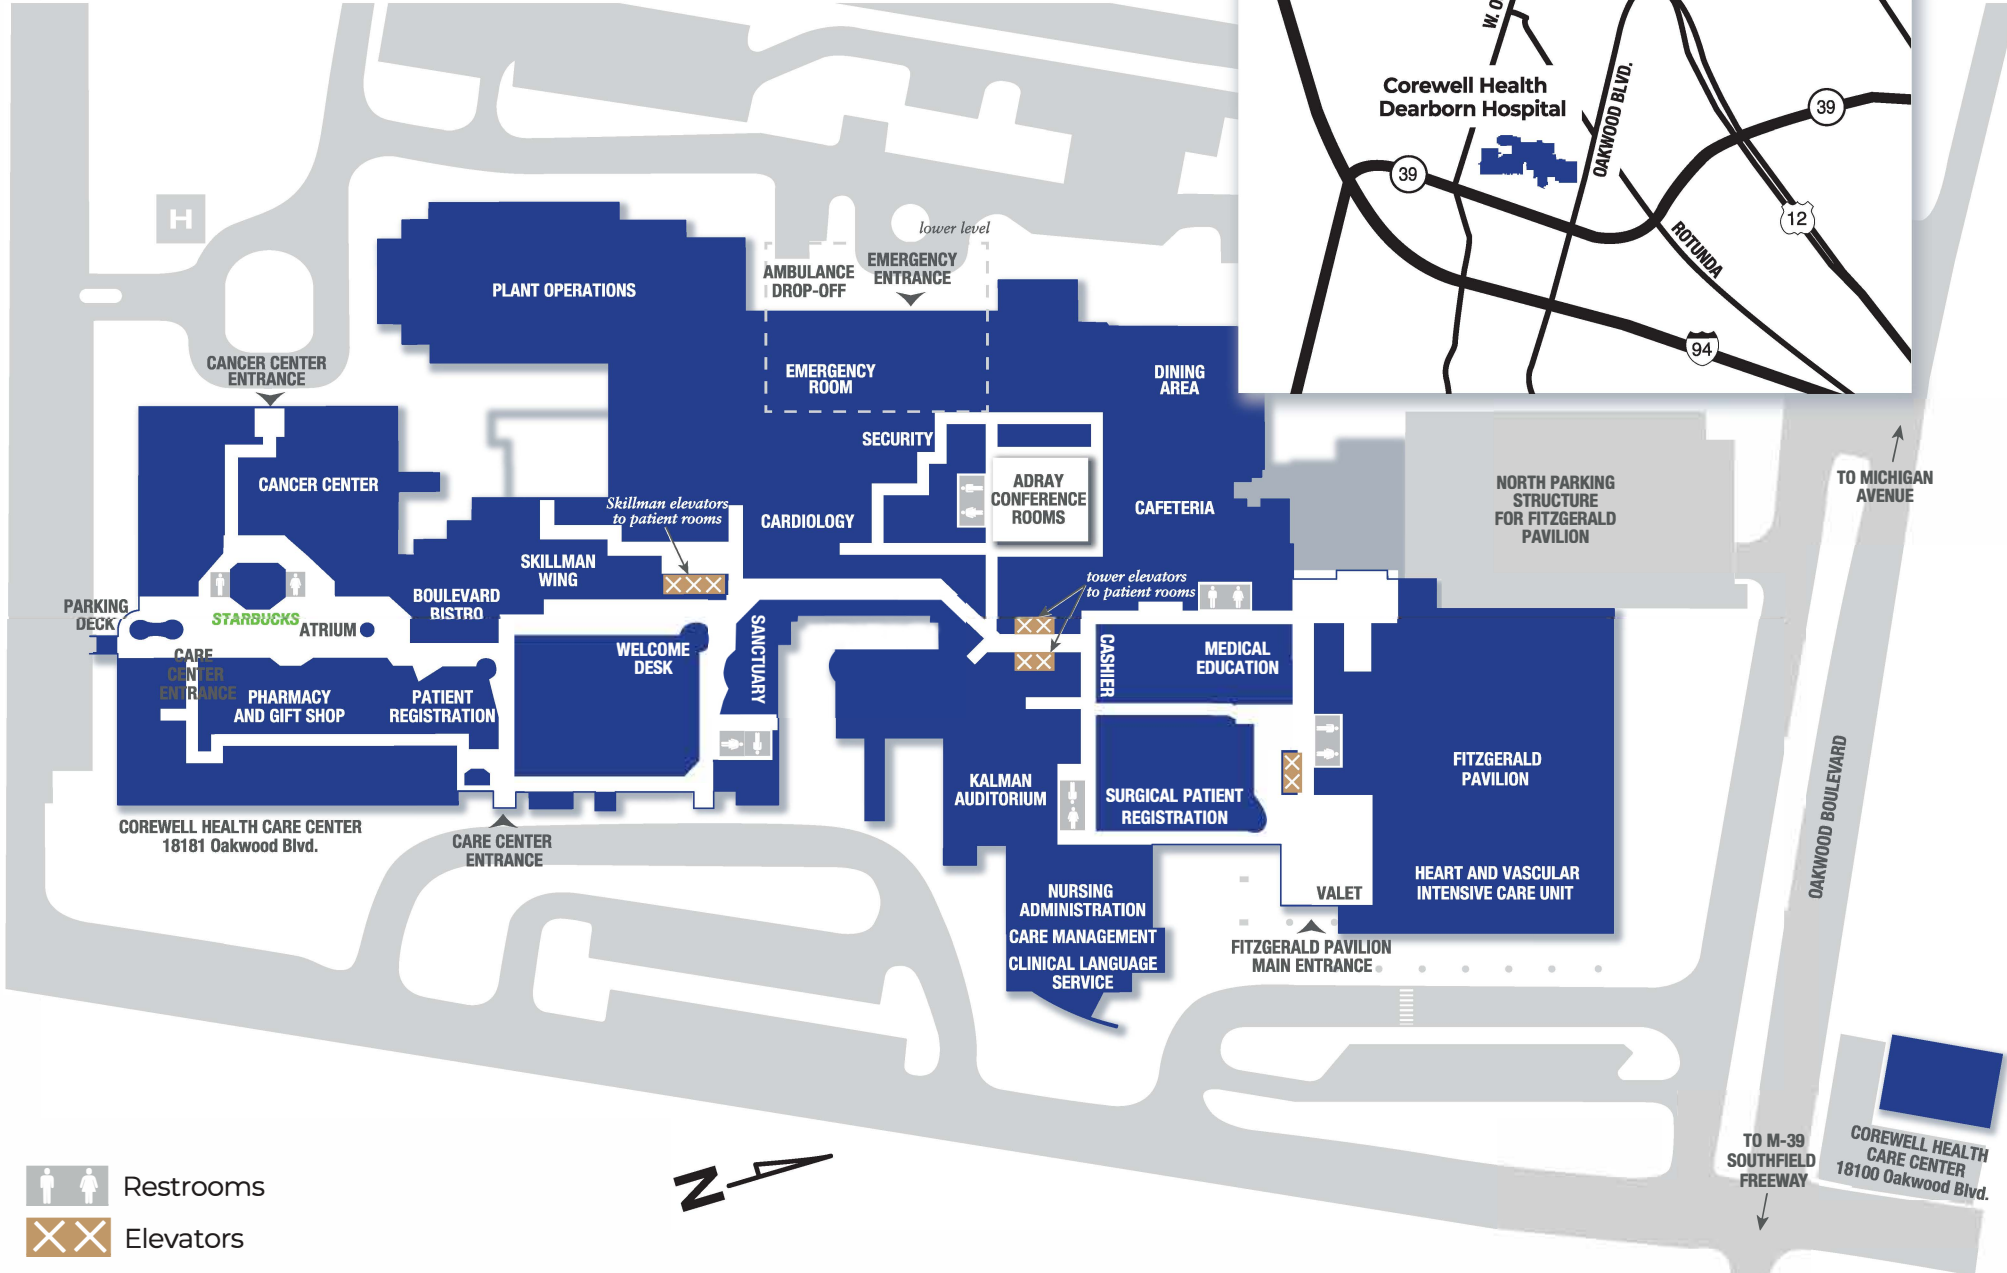 W. O
Corewell Health
Dearborn Hospital
OAKWOOD BLVD.
39
39
12
ROTUNDA
94
H
lower level
AMBULANCE
DROP-OFF
EMERGENCY
ENTRANCE
PLANT OPERATIONS
CANCER CENTER
ENTRANCE
EMERGENCY
ROOM
DINING
AREA
SECURITY
CANCER CENTER
ADRAY
CONFERENCE
ROOMS
Skillman elevators
to patient rooms
CARDIOLOGY
CAFETERIA
NORTH PARKING
STRUCTURE
FOR FITZGERALD
PAVILION
TO MICHIGAN
AVENUE
SKILLMAN
WING
BOULEVARD
BISTRO
tower elevators
to patient rooms
PARKING
DECK
STARBUCKS
ATRIUM
CARE
CENTER
ENTRANCE
WELCOME
DESK
SANCTUARY
CASHIER
MEDICAL
EDUCATION
PHARMACY
AND GIFT SHOP
PATIENT
REGISTRATION
KALMAN
AUDITORIUM
SURGICAL PATIENT
REGISTRATION
FITZGERALD
PAVILION
OAKWOOD BOULEVARD
COREWELL HEALTH CARE CENTER
18181 Oakwood Blvd.
CARE CENTER
ENTRANCE
NURSING
ADMINISTRATION
CARE MANAGEMENT
CLINICAL LANGUAGE
SERVICE
VALET
HEART AND VASCULAR
INTENSIVE CARE UNIT
FITZGERALD PAVILION
MAIN ENTRANCE
TO M-39
SOUTHFIELD
FREEWAY
COREWELL HEALTH
CARE CENTER
18100 Oakwood Blvd.
N
Restrooms
Elevators